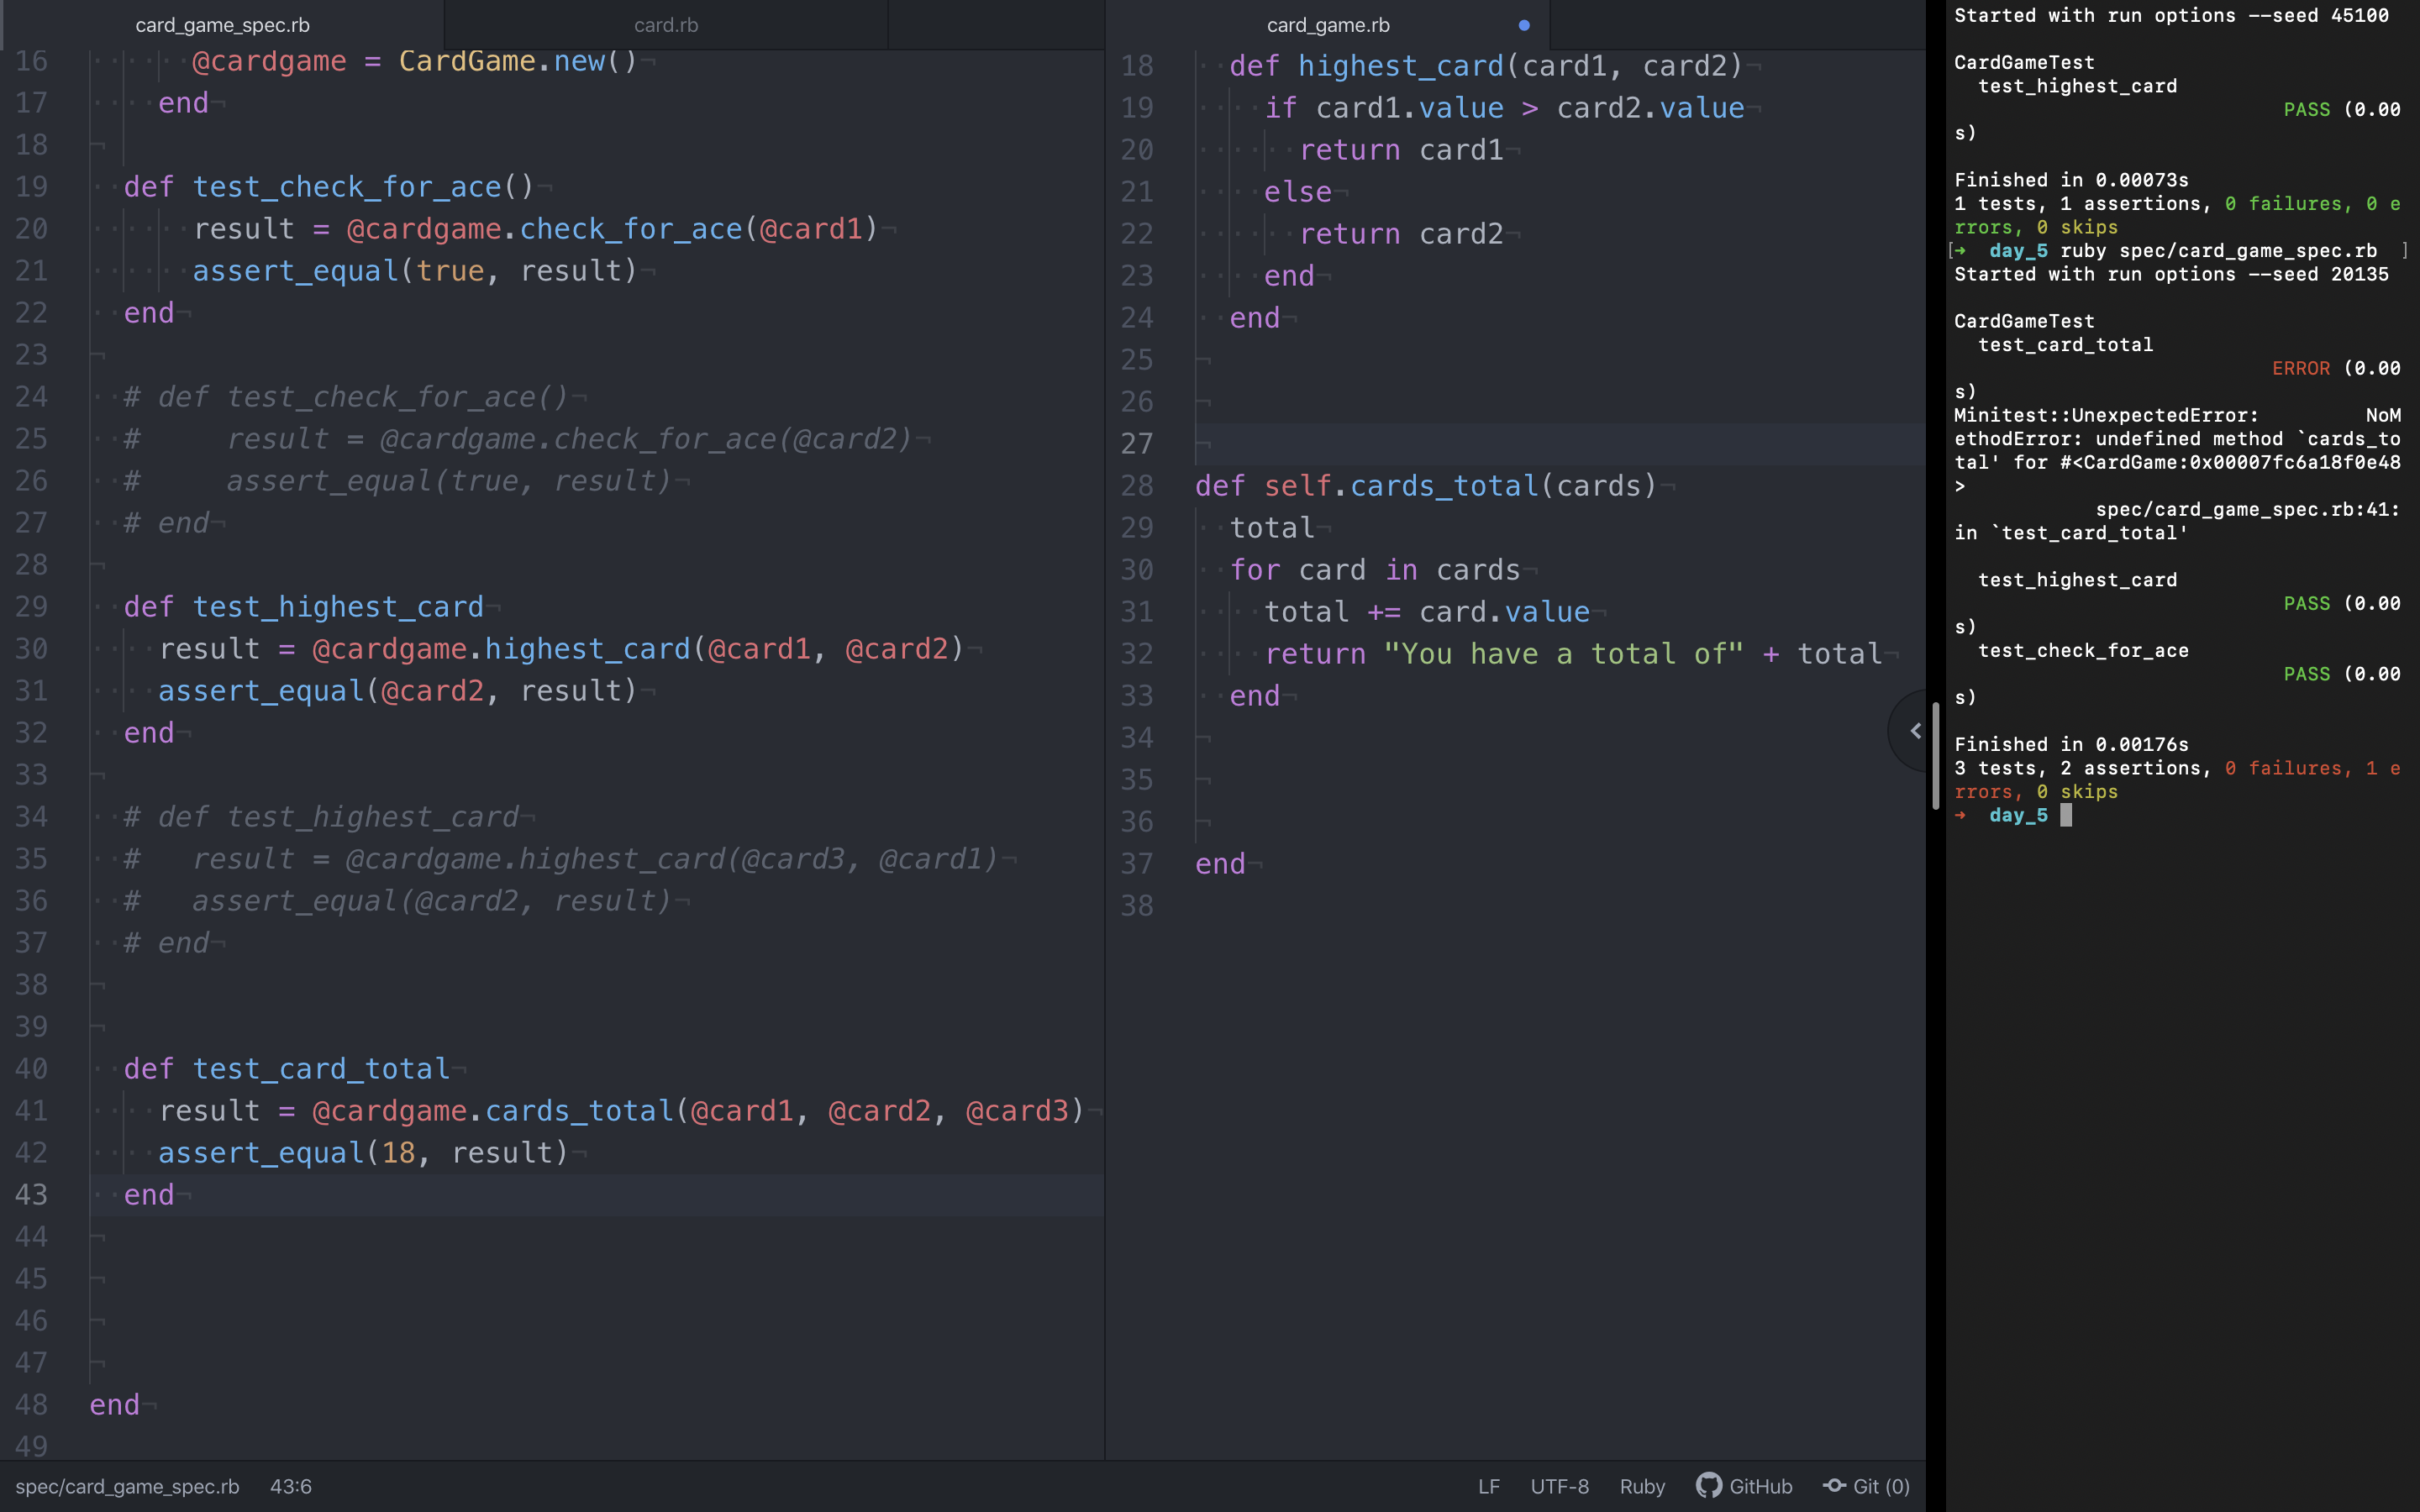 card_game_spec.rb
card.rb
16 @cardgame = CardGame.new()
17 end
18
19 def test_check_for_ace()
20 result = @cardgame.check_for_ace(@card1)
21 assert_equal(true, result)
22 end
23
24 # def test_check_for_ace()
25 # result = @cardgame.check_for_ace(@card2)
26 # assert_equal(true, result)
27 # end
28
29 def test_highest_card
30 result = @cardgame.highest_card(@card1, @card2)
31 assert_equal(@card2, result)
32 end
33
34 # def test_highest_card
35 # result = @cardgame.highest_card(@card3, @card1)
36 # assert_equal(@card2, result)
37 # end
38
39
40 def test_card_total
41 result = @cardgame.cards_total(@card1, @card2, @card3)
42 assert_equal(18, result)
43 end
44
45
46
47
48 end
49
card_game.rb
18 def highest_card(card1, card2)
19 if card1.value > card2.value
20 return card1
21 else
22 return card2
23 end
24 end
25
26
27
28 def self.cards_total(cards)
29 total
30 for card in cards
31 total += card.value
32 return "You have a total of" + total
33 end
34
35
36
37 end
38
Started with run options --seed 45100
CardGameTest
test_highest_card
PASS (0.00
s)
Finished in 0.00073s
1 tests, 1 assertions, 0 failures, 0 e
rrors, 0 skips
[➜ day_5 ruby spec/card_game_spec.rb ]
Started with run options --seed 20135
CardGameTest
test_card_total
ERROR (0.00
s)
Minitest::UnexpectedError: NoM
ethodError: undefined method `cards_to
tal' for #<CardGame:0x00007fc6a18f0e48
>
spec/card_game_spec.rb:41:
in `test_card_total'
test_highest_card
PASS (0.00
s)
test_check_for_ace
PASS (0.00
s)
Finished in 0.00176s
3 tests, 2 assertions, 0 failures, 1 e
rrors, 0 skips
➜ day_5
spec/card_game_spec.rb 43:6
LF UTF-8 Ruby GitHub Git (0)